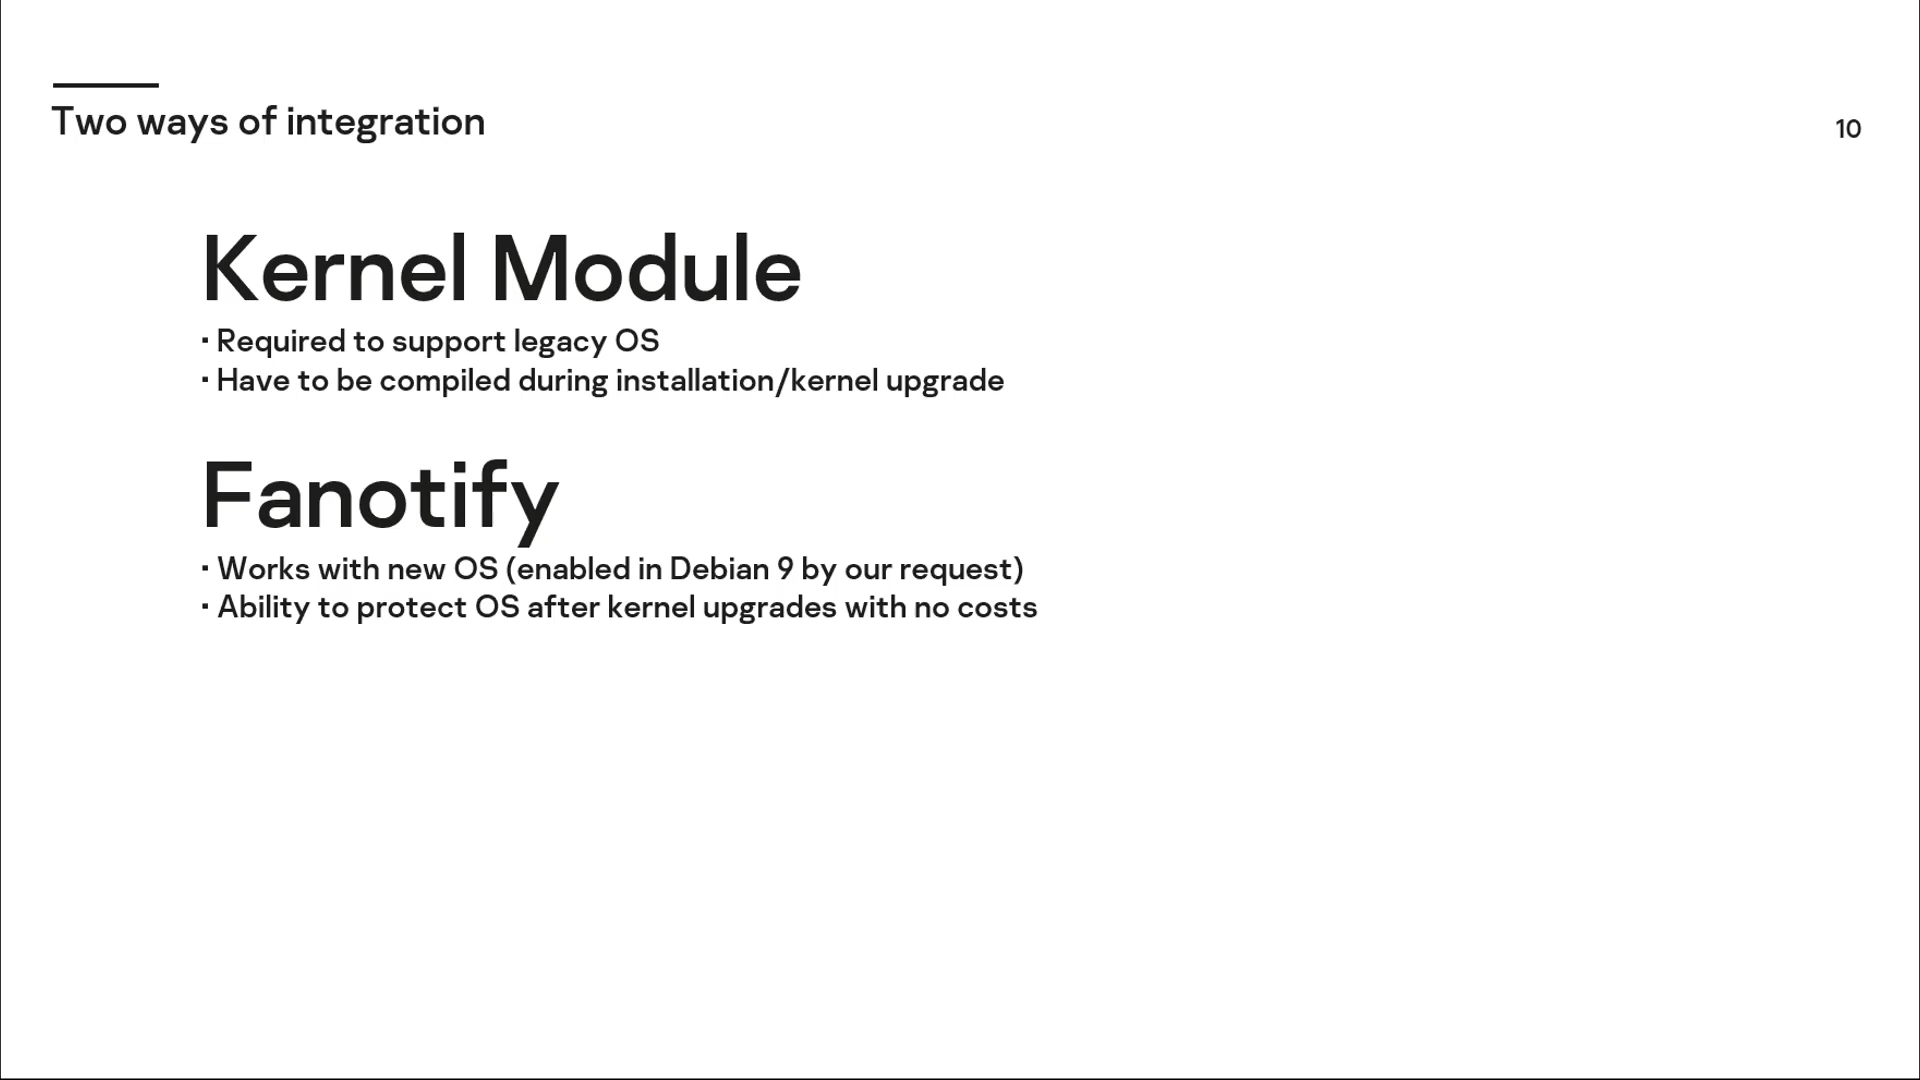 Two ways of integration
10
Kernel Module
▪ Required to support legacy OS
▪ Have to be compiled during installation/kernel upgrade
Fanotify
▪ Works with new OS (enabled in Debian 9 by our request)
▪ Ability to protect OS after kernel upgrades with no costs